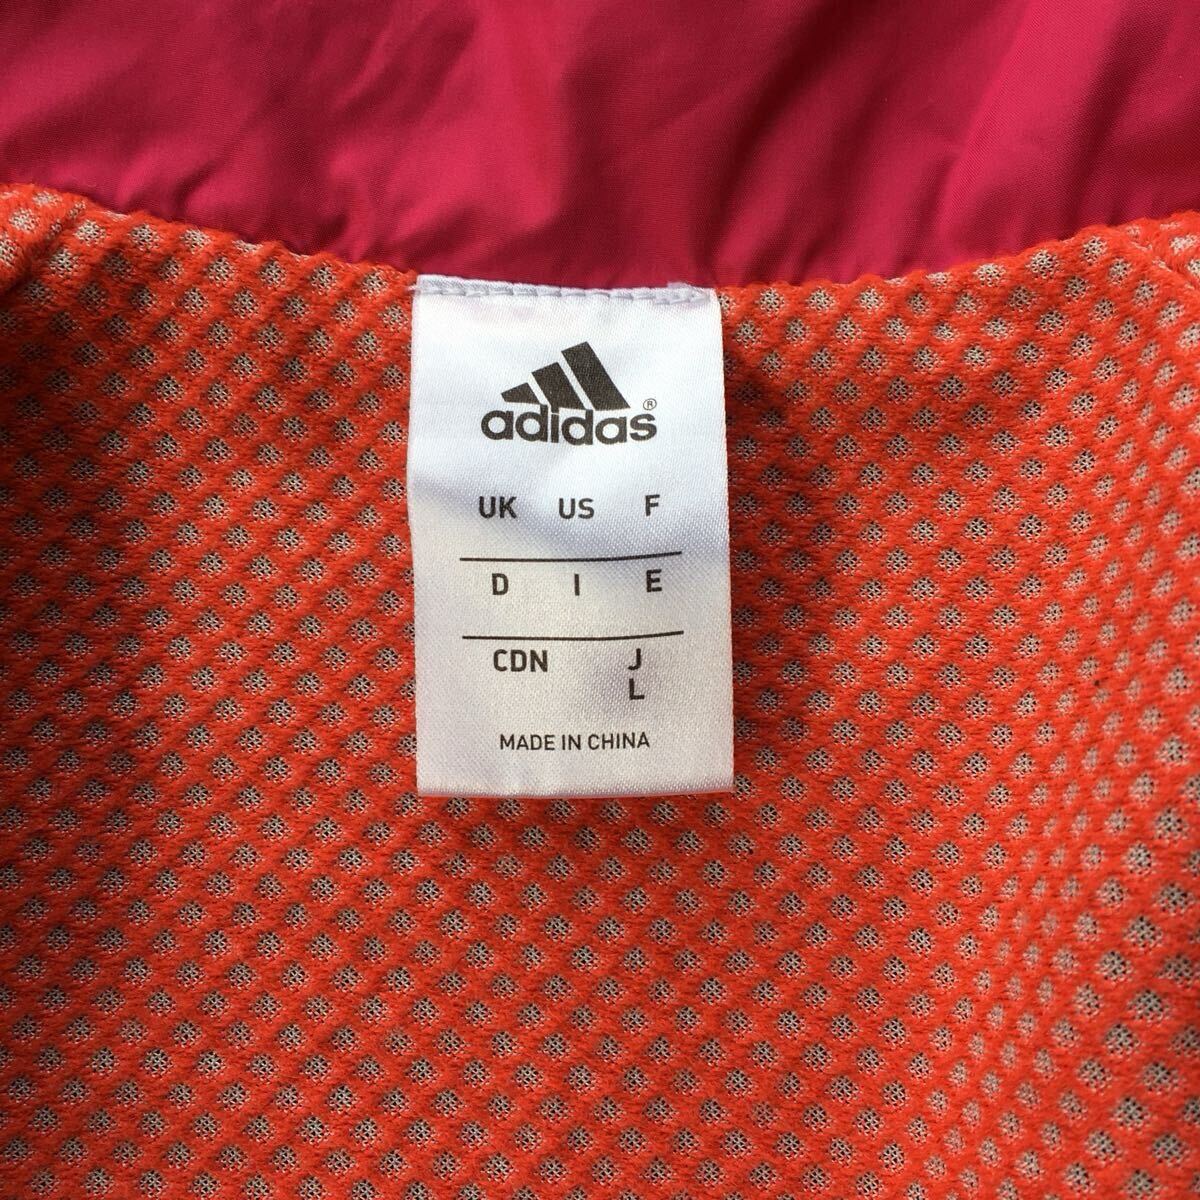 adidas®
UK US F
D I E
CDN J
L
MADE IN CHINA